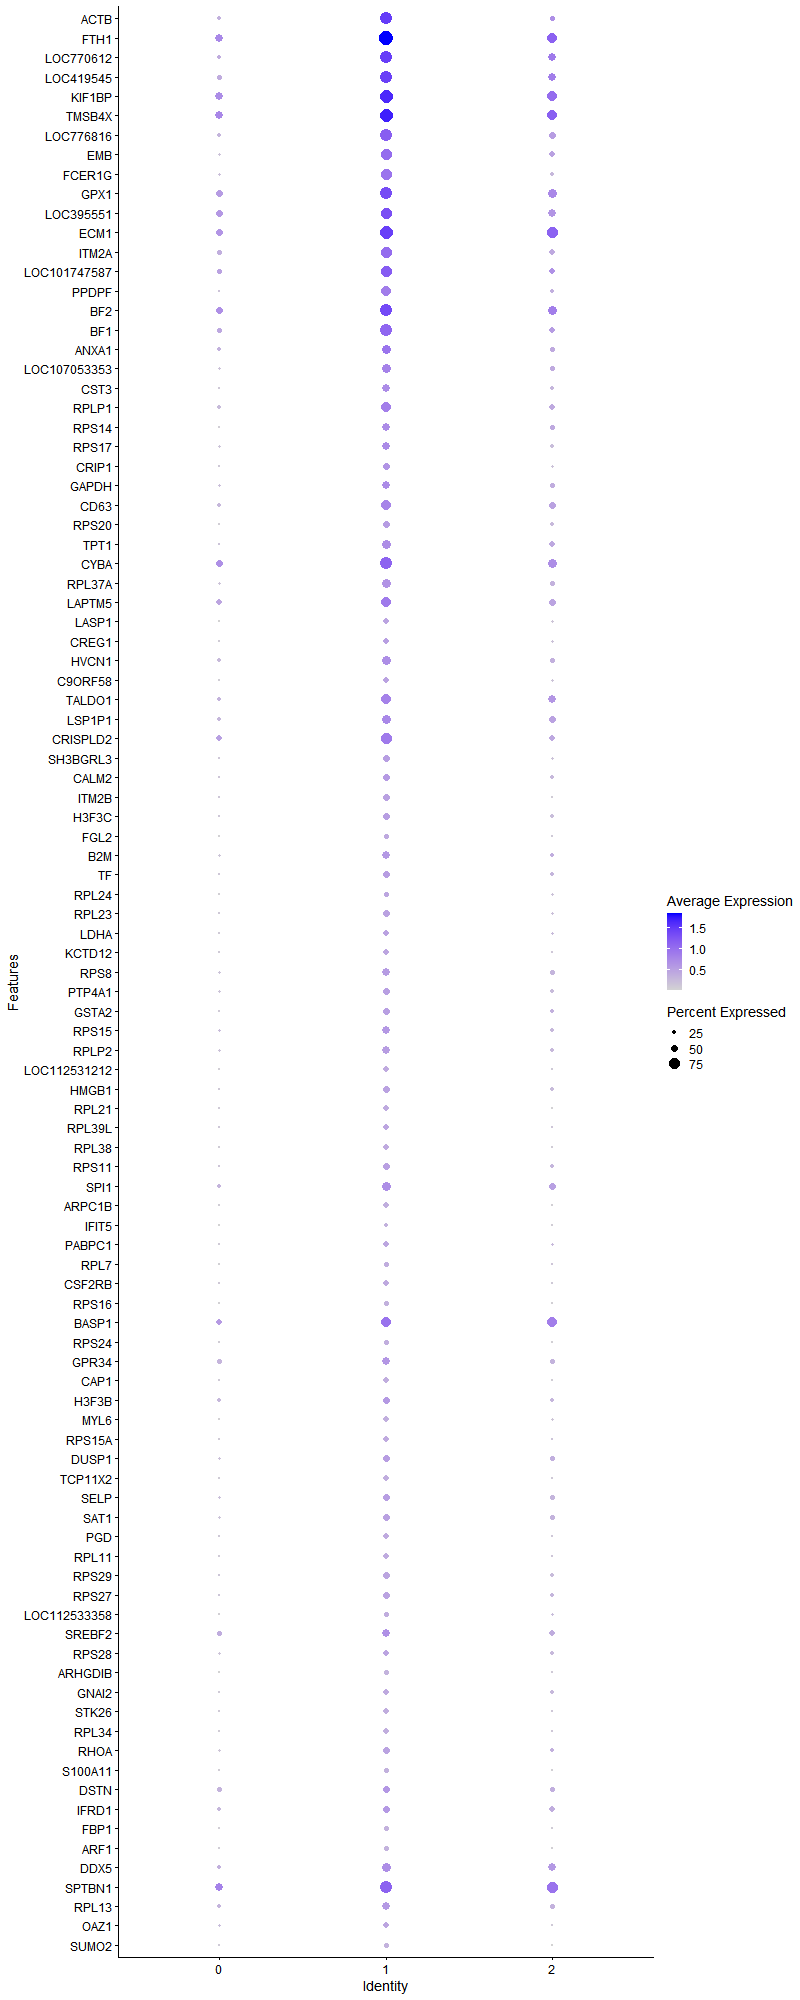 ACTB
FTH1
LOC770612
LOC419545
KIF1BP
TMSB4X
LOC776816
EMB
FCER1G
GPX1
LOC395551
ECM1
ITM2A
LOC101747587
PPDPF
BF2
BF1
ANXA1
LOC107053353
CST3
RPLP1
RPS14
RPS17
CRIP1
GAPDH
CD63
RPS20
TPT1
CYBA
RPL37A
LAPTM5
LASP1
CREG1
HVCN1
C9ORF58
TALDO1
LSP1P1
CRISPLD2
SH3BGRL3
CALM2
ITM2B
H3F3C
FGL2
B2M
TF
RPL24
RPL23
LDHA
KCTD12
RPS8
PTP4A1
GSTA2
RPS15
RPLP2
LOC112531212
HMGB1
RPL21
RPL39L
RPL38
RPS11
SPI1
ARPC1B
IFIT5
PABPC1
RPL7
CSF2RB
RPS16
BASP1
RPS24
GPR34
CAP1
H3F3B
MYL6
RPS15A
DUSP1
TCP11X2
SELP
SAT1
PGD
RPL11
RPS29
RPS27
LOC112533358
SREBF2
RPS28
ARHGDIB
GNAI2
STK26
RPL34
RHOA
S100A11
DSTN
IFRD1
FBP1
ARF1
DDX5
SPTBN1
RPL13
OAZ1
SUMO2
Features
0 1 2
Identity
Average Expression
1.5
1.0
0.5
Percent Expressed
25
50
75